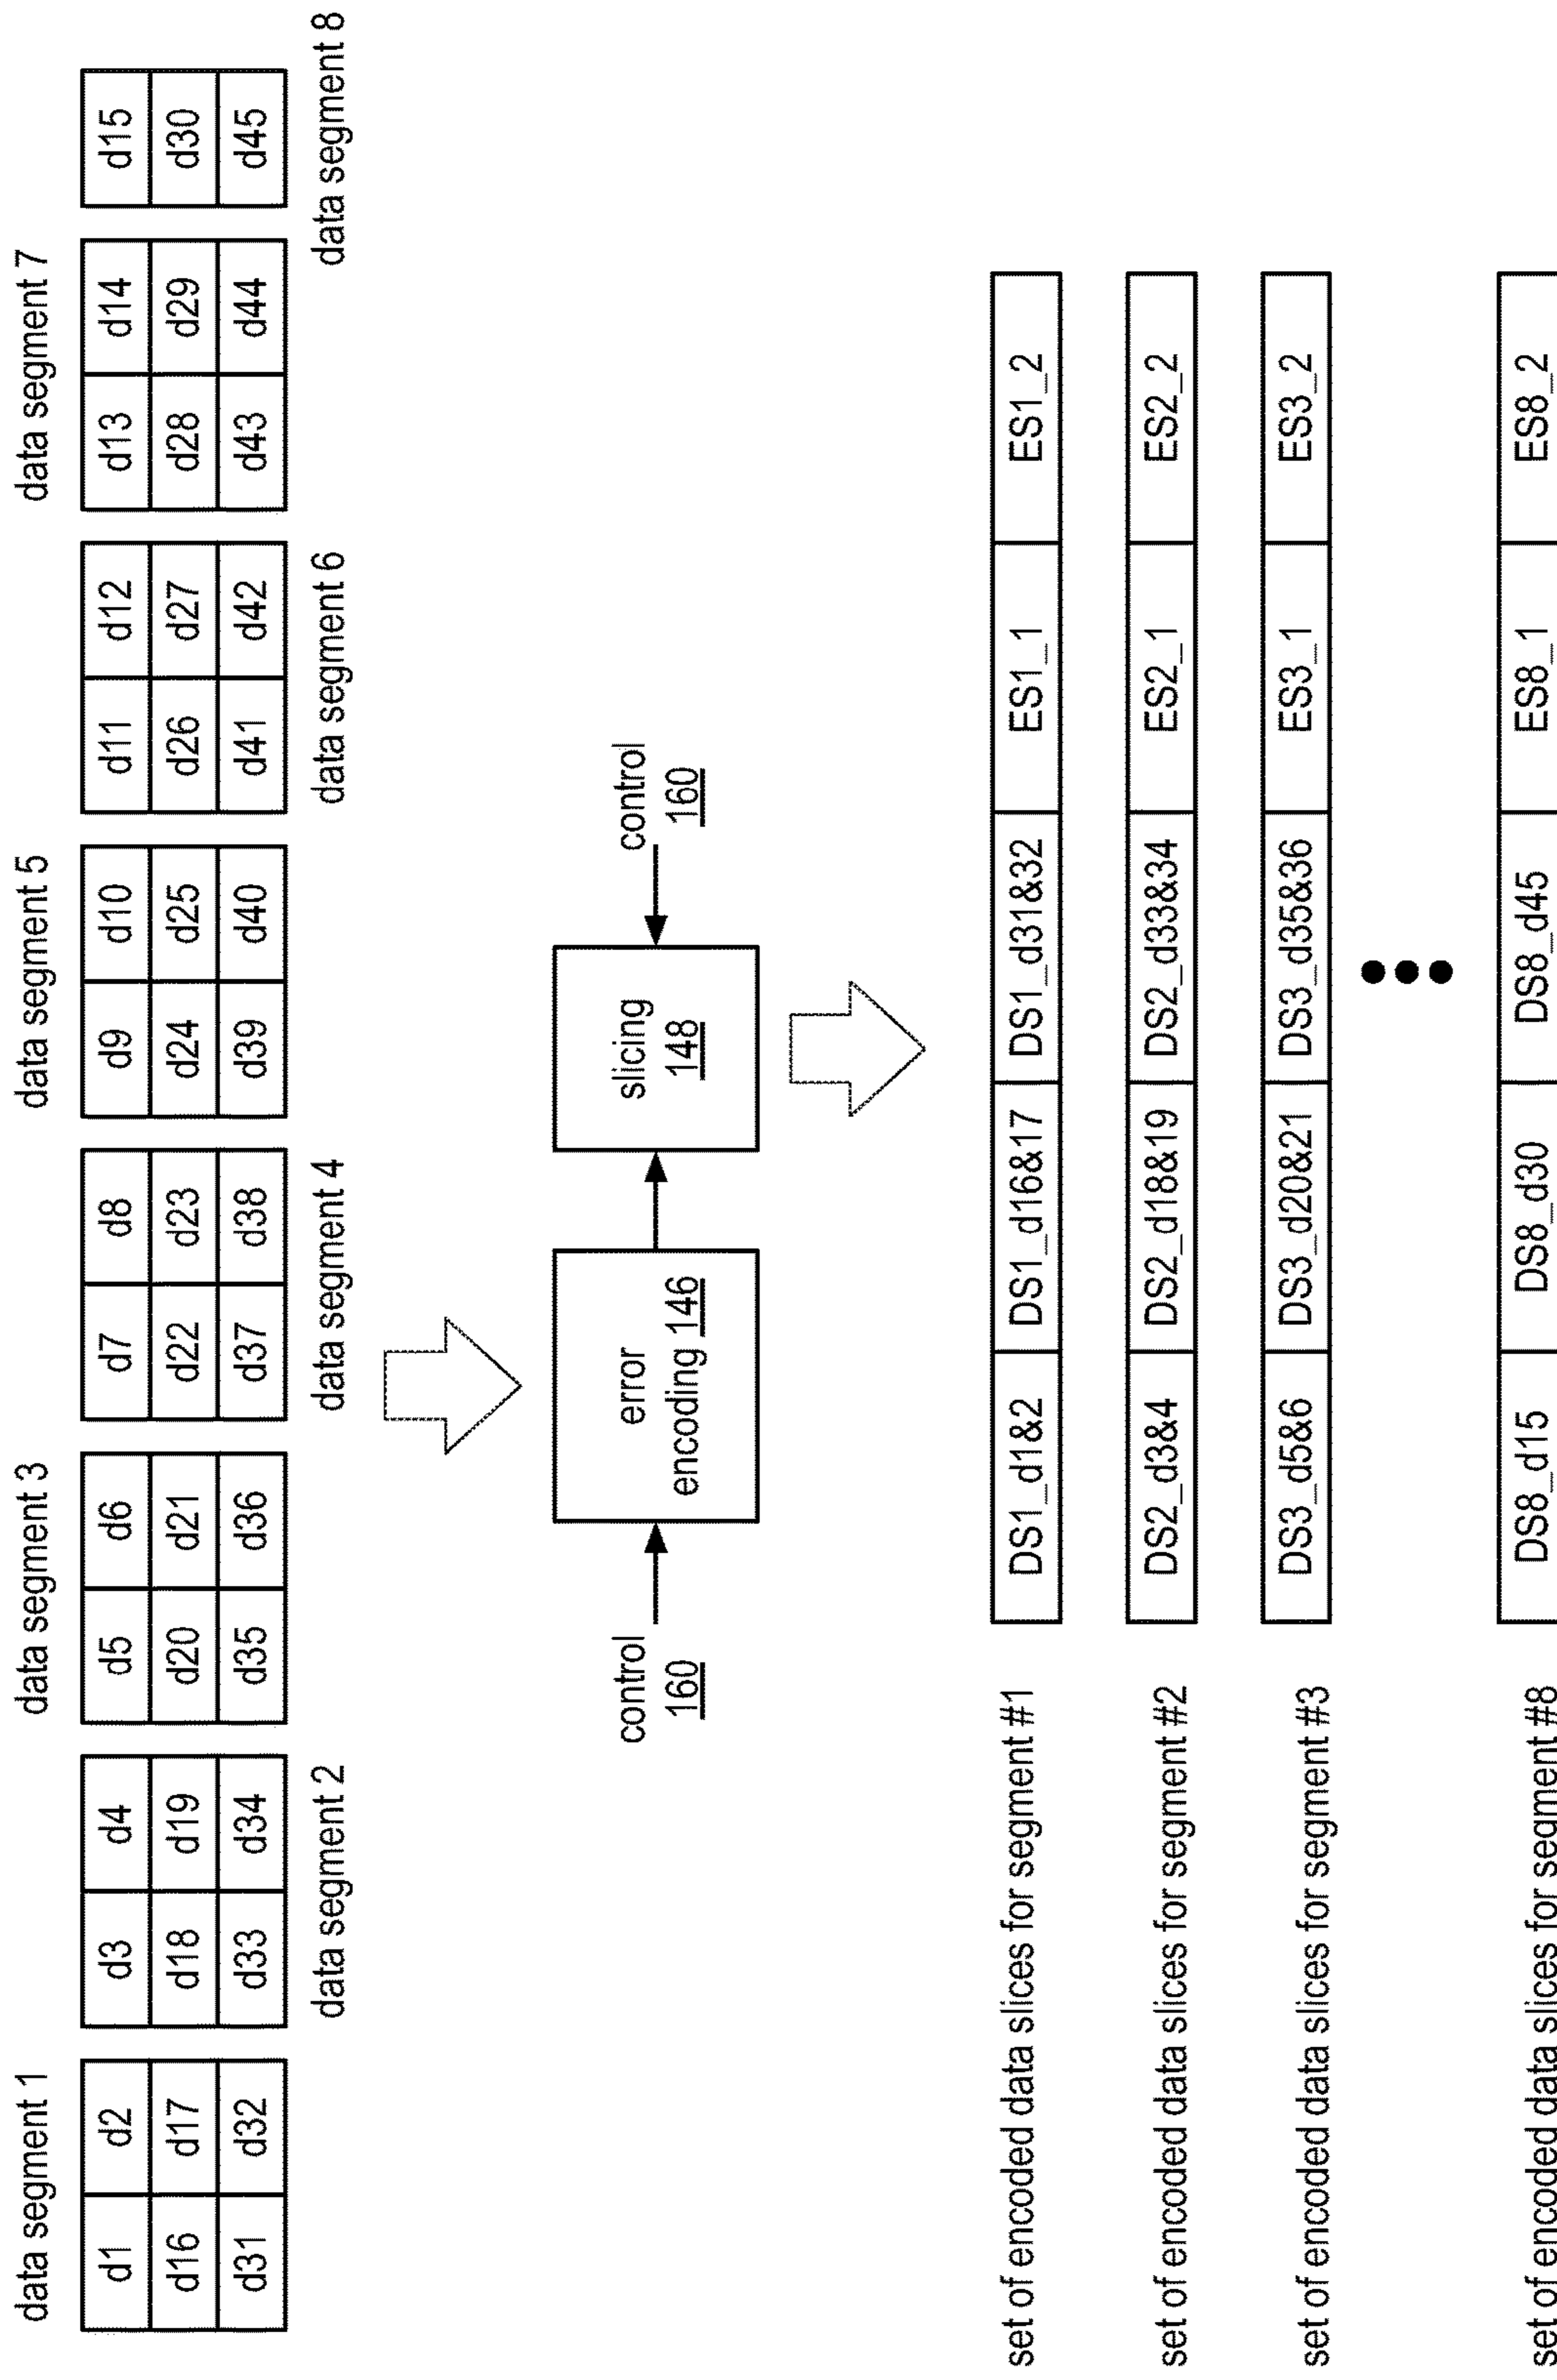 data segment 1
data segment 3
data segment 5
data segment 7
d1 d2 d3 d4 d5 d6 d7 d8 d9 d10 d11 d12 d13 d14 d15
d16 d17 d18 d19 d20 d21 d22 d23 d24 d25 d26 d27 d28 d29 d30
d31 d32 d33 d34 d35 d36 d37 d38 d39 d40 d41 d42 d43 d44 d45
data segment 2
data segment 4
data segment 6
data segment 8
control
160
error
encoding 146
slicing
148
control
160
set of encoded data slices for segment #1
DS1_d1&2 DS1_d16&17 DS1_d31&32 ES1_1 ES1_2
set of encoded data slices for segment #2
DS2_d3&4 DS2_d18&19 DS2_d33&34 ES2_1 ES2_2
set of encoded data slices for segment #3
DS3_d5&6 DS3_d20&21 DS3_d35&36 ES3_1 ES3_2
set of encoded data slices for segment #8
DS8_d15 DS8_d30 DS8_d45 ES8_1 ES8_2